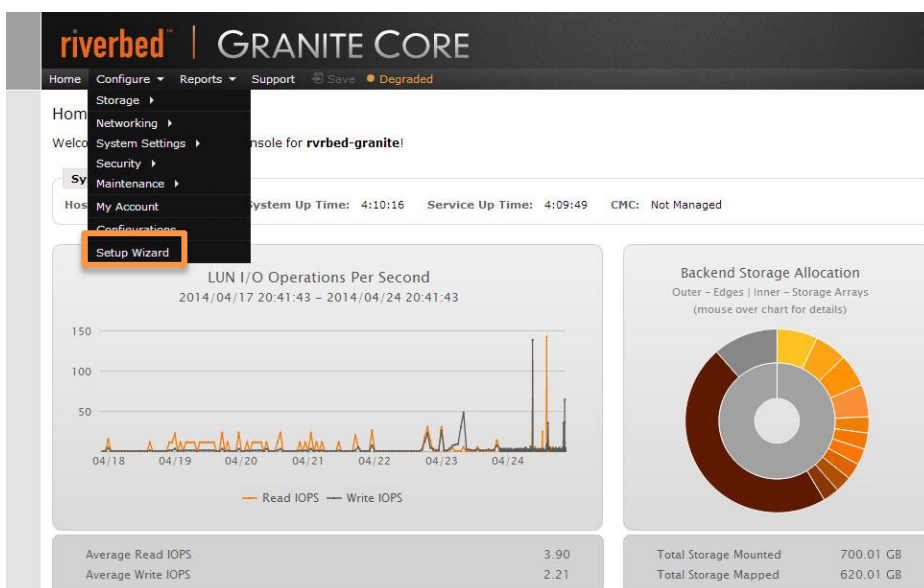 riverbed™ | GRANITE CORE
Home Configure Reports Support Save Degraded
Storage
Hom
Networking
Welco
System Settings
nsole for rvrbed-granite!
Security
Sy
Maintenance
Hos
My Account
System Up Time: 4:10:16 Service Up Time: 4:09:49 CMC: Not Managed
Configurations
Setup Wizard
LUN I/O Operations Per Second
2014/04/17 20:41:43 – 2014/04/24 20:41:43
150
100
50
04/18 04/19 04/20 04/21 04/22 04/23 04/24
Read IOPS Write IOPS
Backend Storage Allocation
Outer – Edges | Inner – Storage Arrays
(mouse over chart for details)
Average Read IOPS 3.90
Average Write IOPS 2.21
Total Storage Mounted 700.01 GB
Total Storage Mapped 620.01 GB